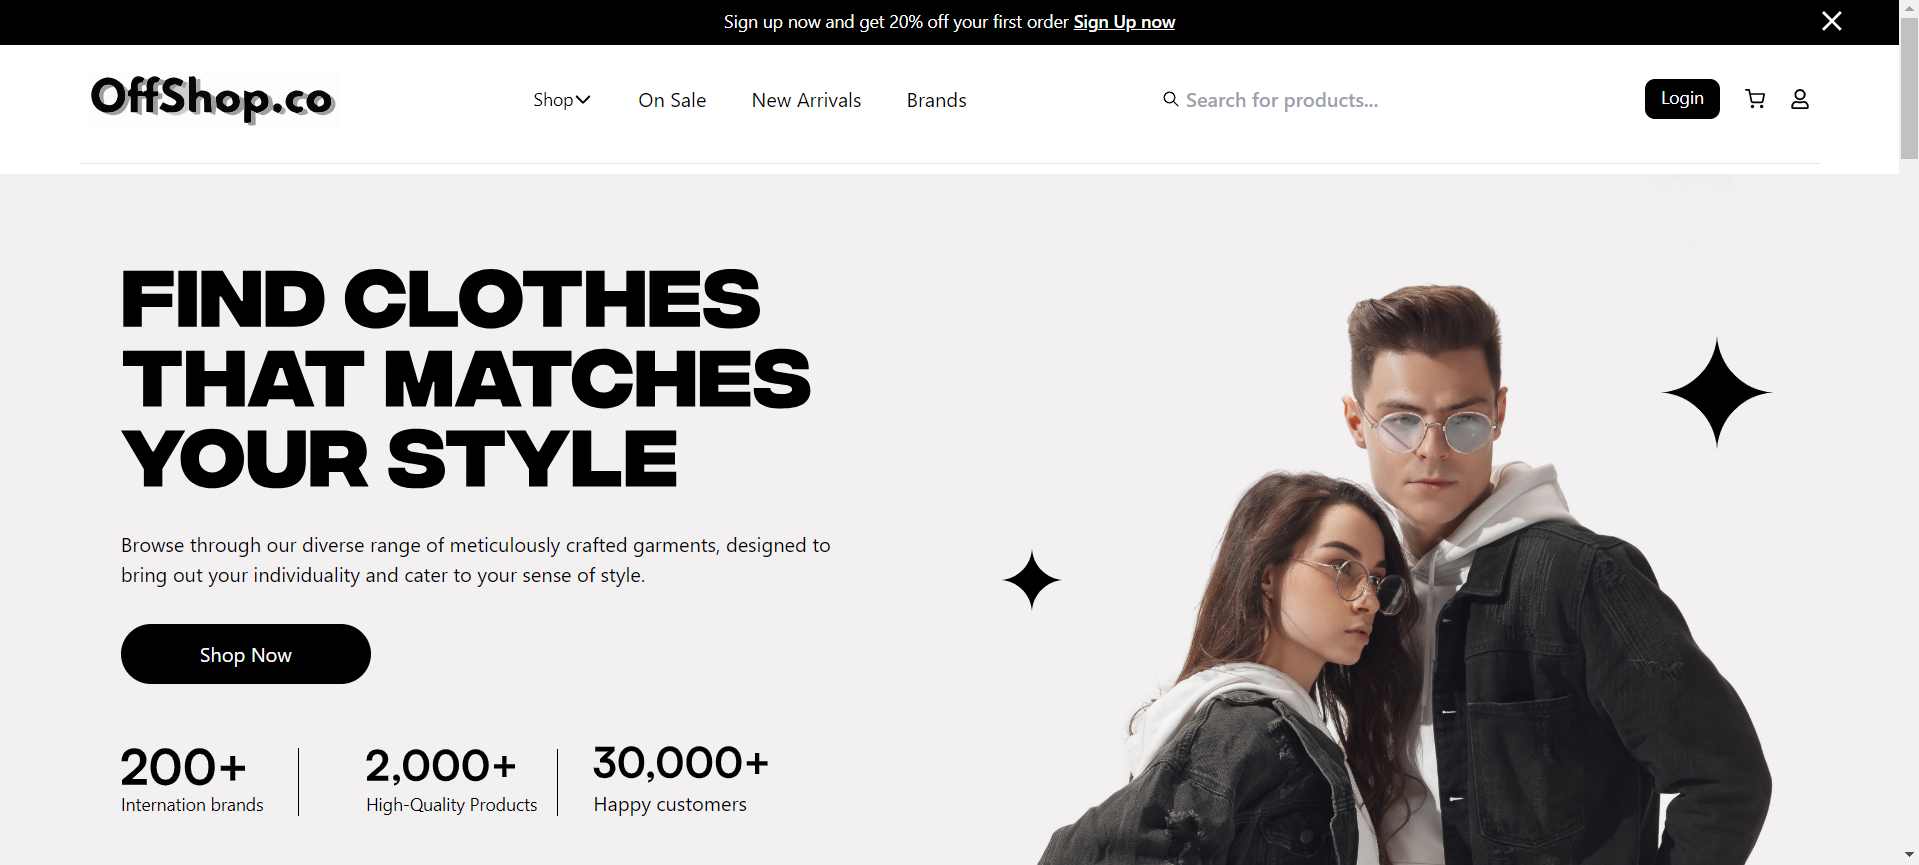 Sign up now and get 20% off your first order Sign Up now
OffShop.co
Shop On Sale New Arrivals Brands
Search for products...
Login
FIND CLOTHES
THAT MATCHES
YOUR STYLE
Browse through our diverse range of meticulously crafted garments, designed to
bring out your individuality and cater to your sense of style.
Shop Now
200+
Internation brands
2,000+
High-Quality Products
30,000+
Happy customers